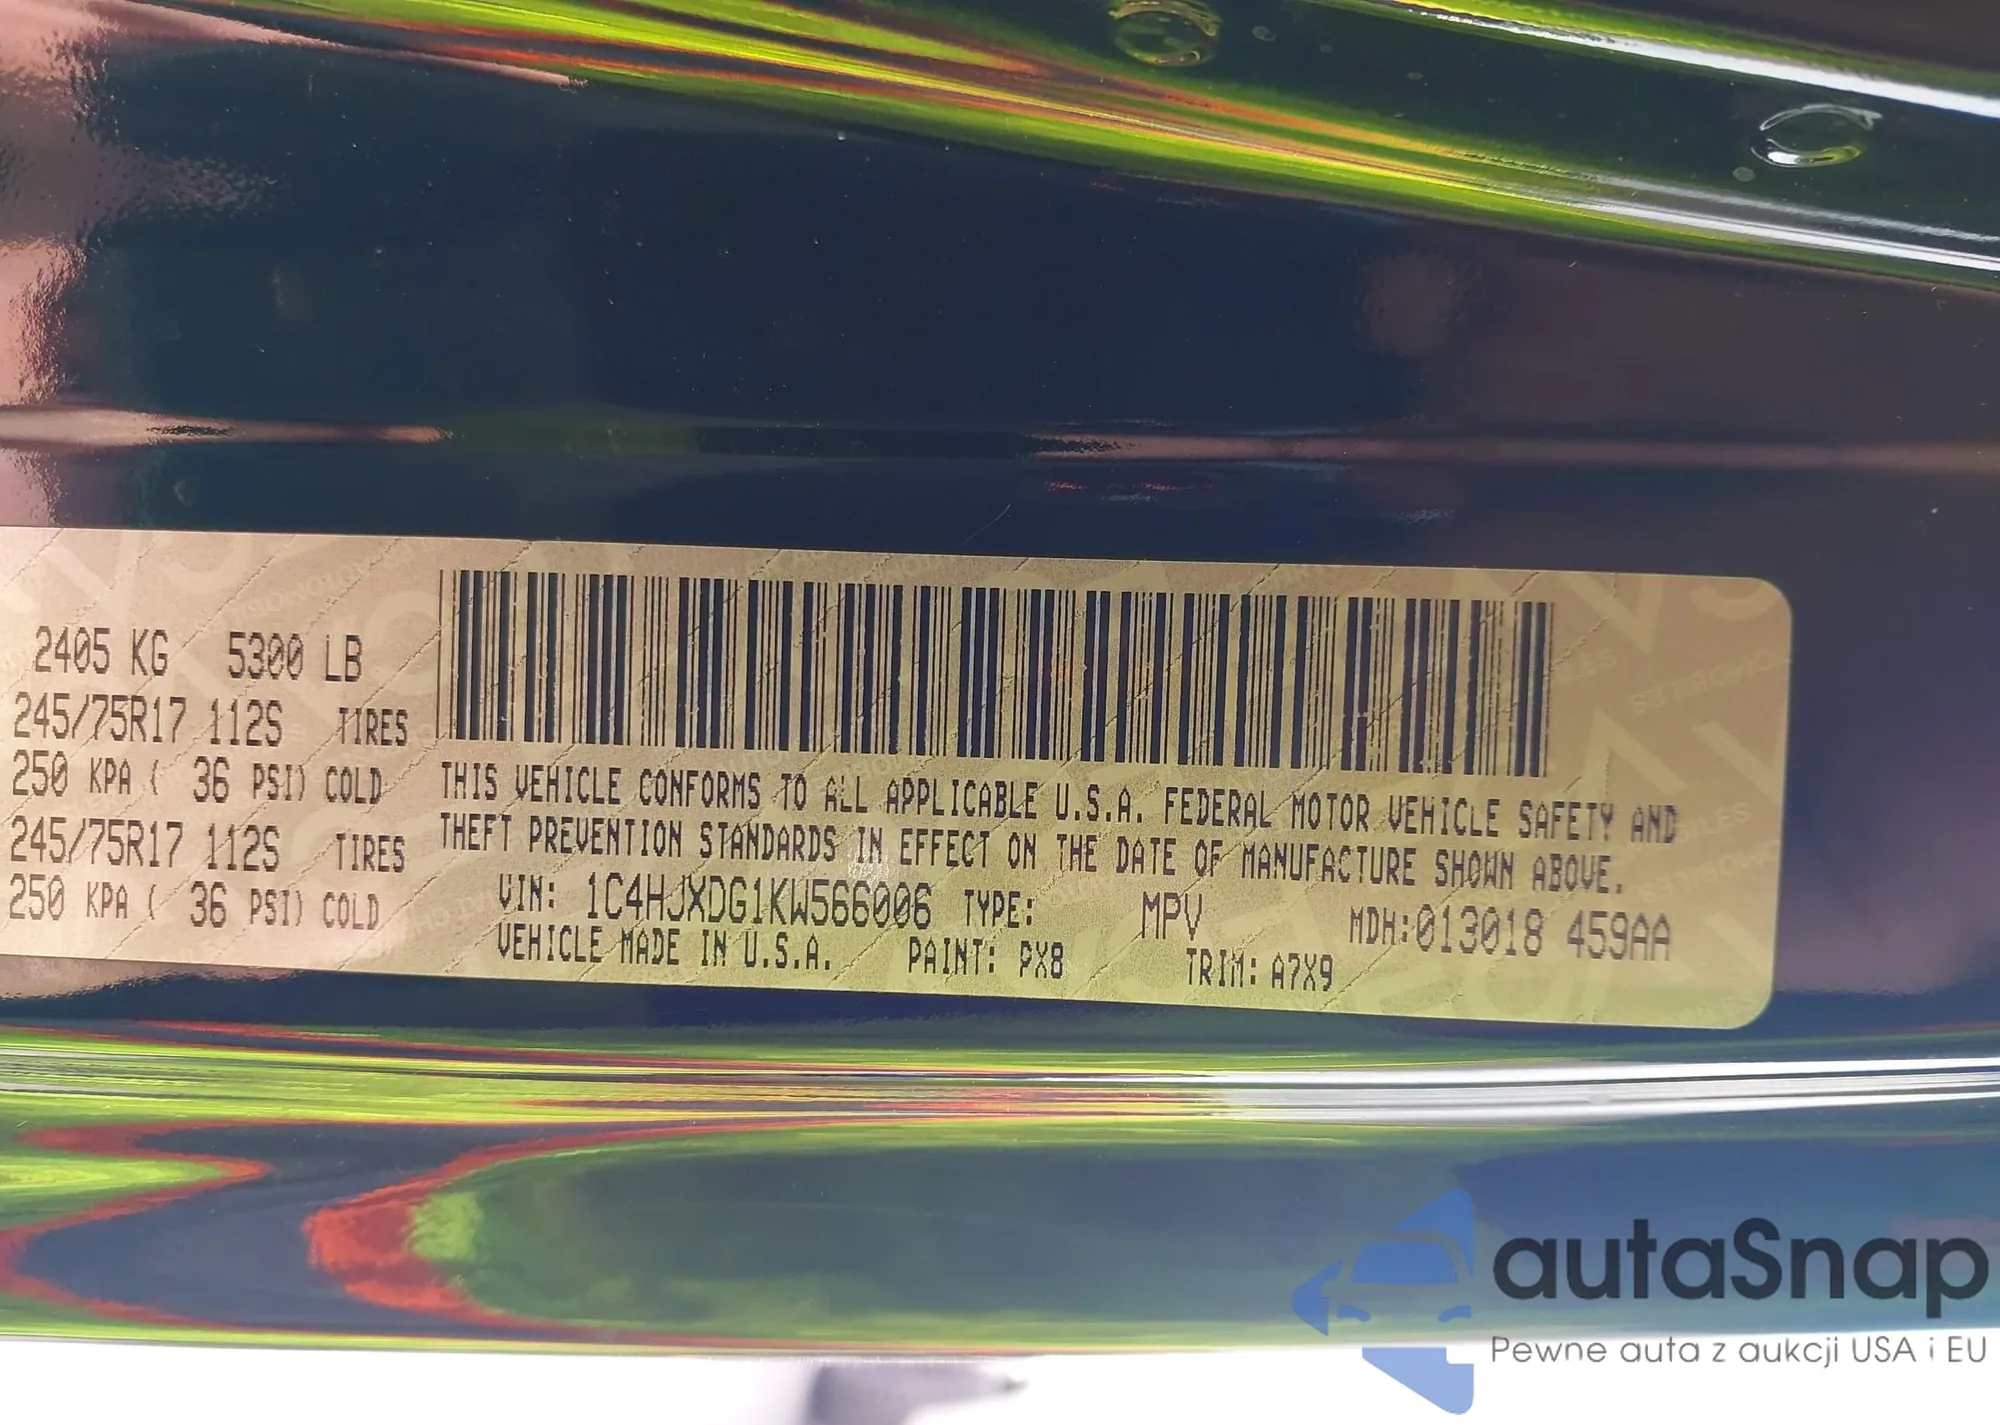 2405 KG 5300 LB
245/75R17 112S TIRES
250 KPA ( 36 PSI) COLD
245/75R17 112S TIRES
250 KPA ( 36 PSI) COLD
THIS VEHICLE CONFORMS TO ALL APPLICABLE U.S.A. FEDERAL MOTOR VEHICLE SAFETY AND
THEFT PREVENTION STANDARDS IN EFFECT ON THE DATE OF MANUFACTURE SHOWN ABOVE.
VIN: 1C4HJXDG1KW566006 TYPE: MPV MDH:013018 459AA
VEHICLE MADE IN U.S.A. PAINT: PX8 TRIM: A7X9
autaSnap
Pewne auta z aukcji USA i EU